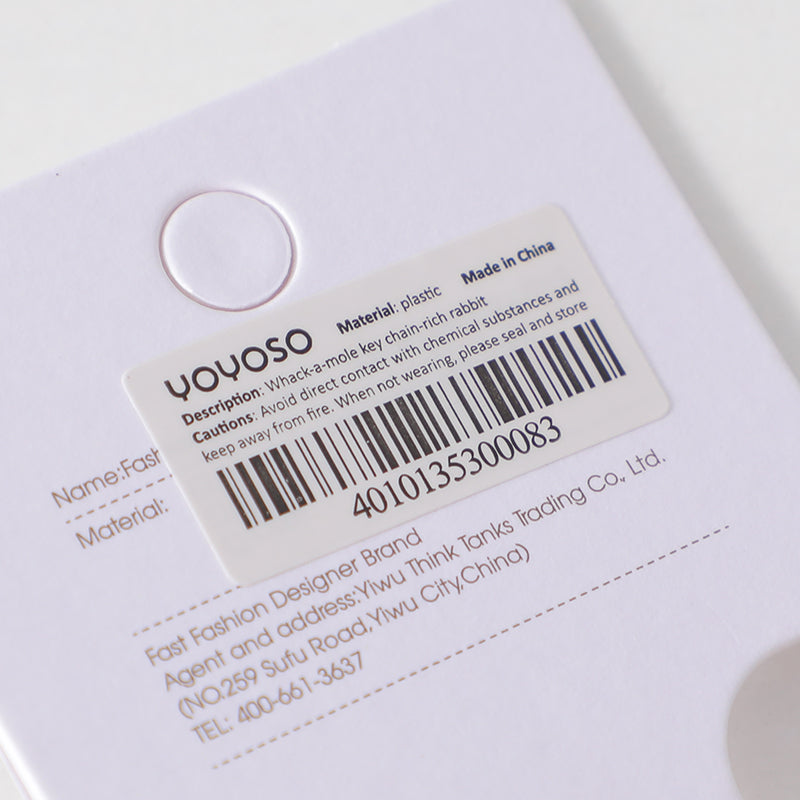 YOYOSO Material: plastic Made in China
Description: Whack-a-mole key chain-rich rabbit
Cautions: Avoid direct contact with chemical substances and
keep away from fire. When not wearing, please seal and store
4010135300083
Name:Fash
Material:
Fast Fashion Designer Brand
Agent and address:Yiwu Think Tanks Trading Co., Ltd.
(NO.259 Sufu Road,Yiwu City,China)
TEL: 400-661-3637